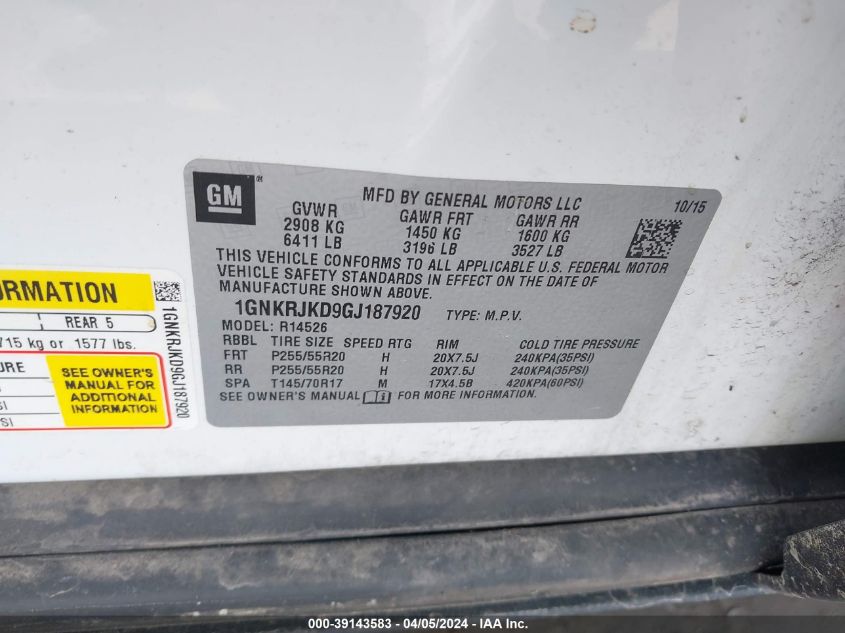 GM®
MFD BY GENERAL MOTORS LLC
10/15
GVWR GAWR FRT GAWR RR
2908 KG 1450 KG 1600 KG
6411 LB 3196 LB 3527 LB
THIS VEHICLE CONFORMS TO ALL APPLICABLE U.S. FEDERAL MOTOR
VEHICLE SAFETY STANDARDS IN EFFECT ON THE DATE OF
MANUFACTURE SHOWN ABOVE.
1GNKRJKD9GJ187920 TYPE: M.P.V.
MODEL: R14526
RBBL TIRE SIZE SPEED RTG RIM COLD TIRE PRESSURE
FRT P255/55R20 H 20X7.5J 240KPA(35PSI)
RR P255/55R20 H 20X7.5J 240KPA(35PSI)
SPA T145/70R17 M 17X4.5B 420KPA(60PSI)
SEE OWNER'S MANUAL FOR MORE INFORMATION.
ORMATION
REAR 5
715 kg or 1577 lbs.
URE
SI
PSI
SEE OWNER'S
MANUAL FOR
ADDITIONAL
INFORMATION
1GNKRJKD9GJ187920
000-39143583 - 04/05/2024 - Copyright © 2024 IAA, Inc.